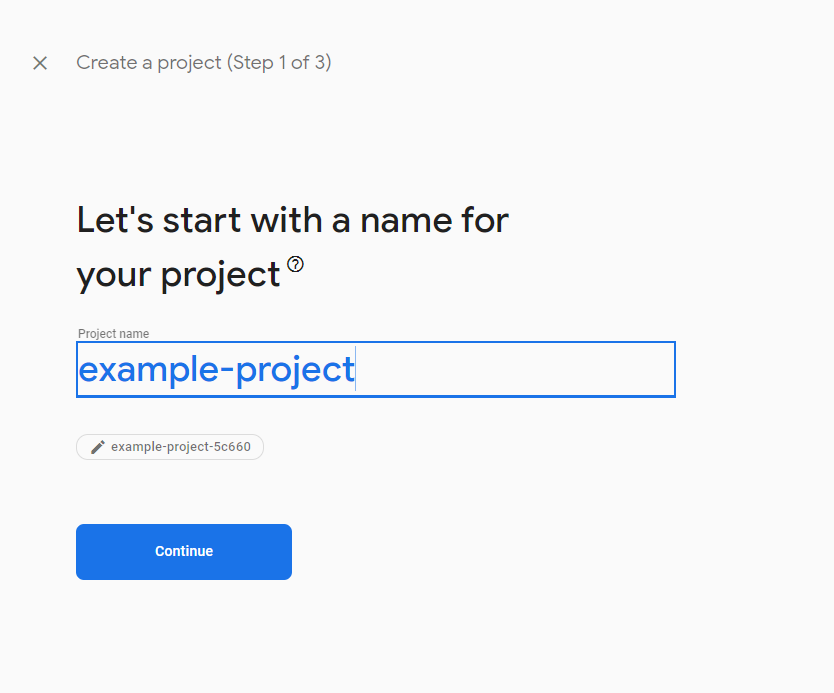 Create a project (Step 1 of 3)
Let's start with a name for
your project
Project name
example-project
example-project-5c660
Continue